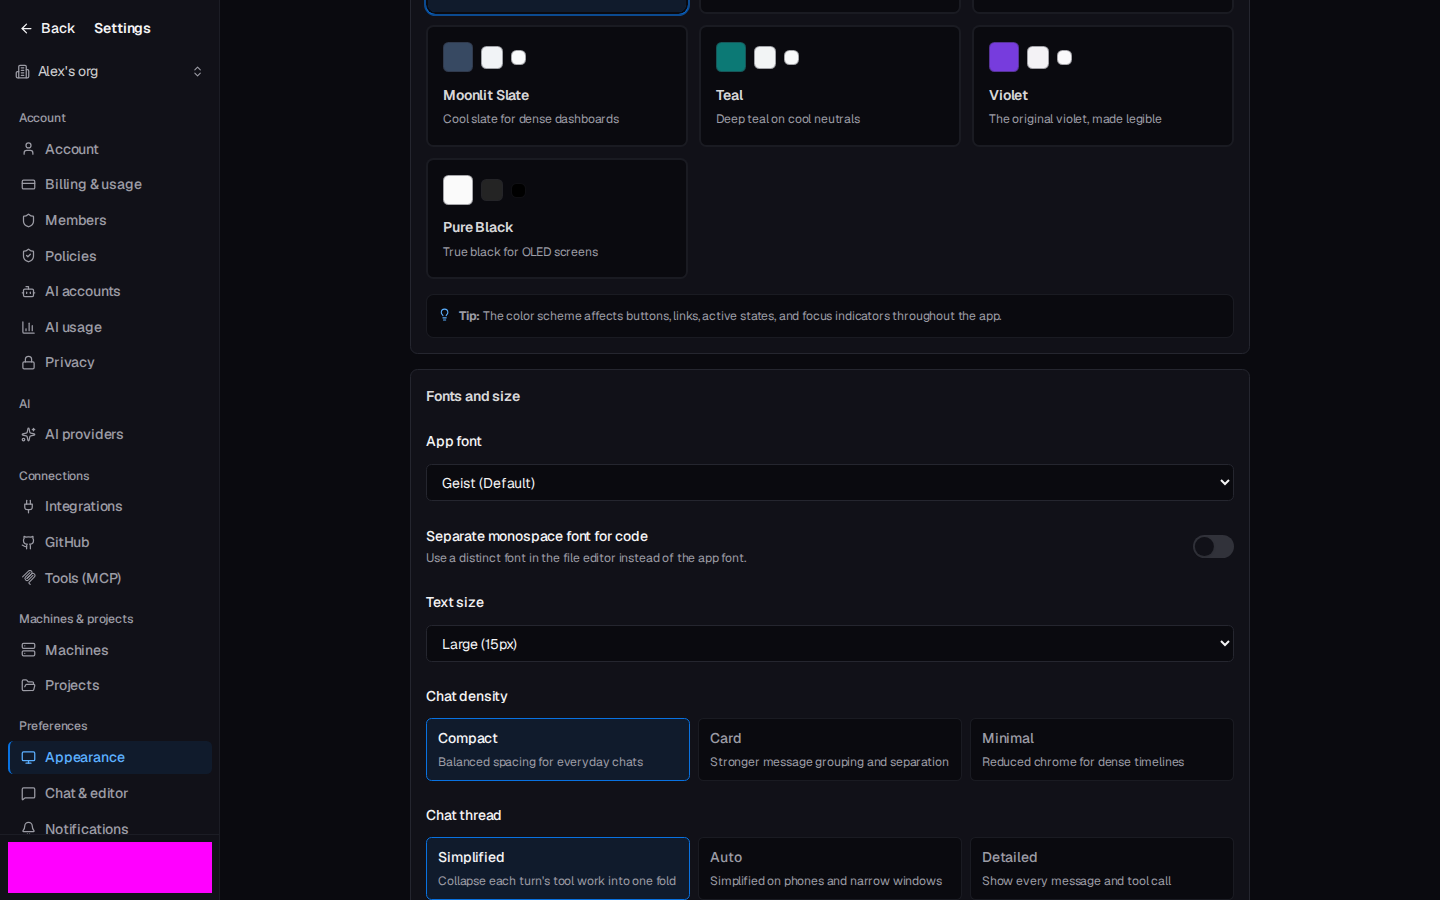 Back Settings
Alex's org
Account
Account
Billing & usage
Members
Policies
AI accounts
AI usage
Privacy
AI
AI providers
Connections
Integrations
GitHub
Tools (MCP)
Machines & projects
Machines
Projects
Preferences
Appearance
Chat & editor
Notifications
Moonlit Slate
Cool slate for dense dashboards
Teal
Deep teal on cool neutrals
Violet
The original violet, made legible
Pure Black
True black for OLED screens
Tip: The color scheme affects buttons, links, active states, and focus indicators throughout the app.
Fonts and size
App font
Geist (Default)
Separate monospace font for code
Use a distinct font in the file editor instead of the app font.
Text size
Large (15px)
Chat density
Compact
Balanced spacing for everyday chats
Card
Stronger message grouping and separation
Minimal
Reduced chrome for dense timelines
Chat thread
Simplified
Collapse each turn's tool work into one fold
Auto
Simplified on phones and narrow windows
Detailed
Show every message and tool call